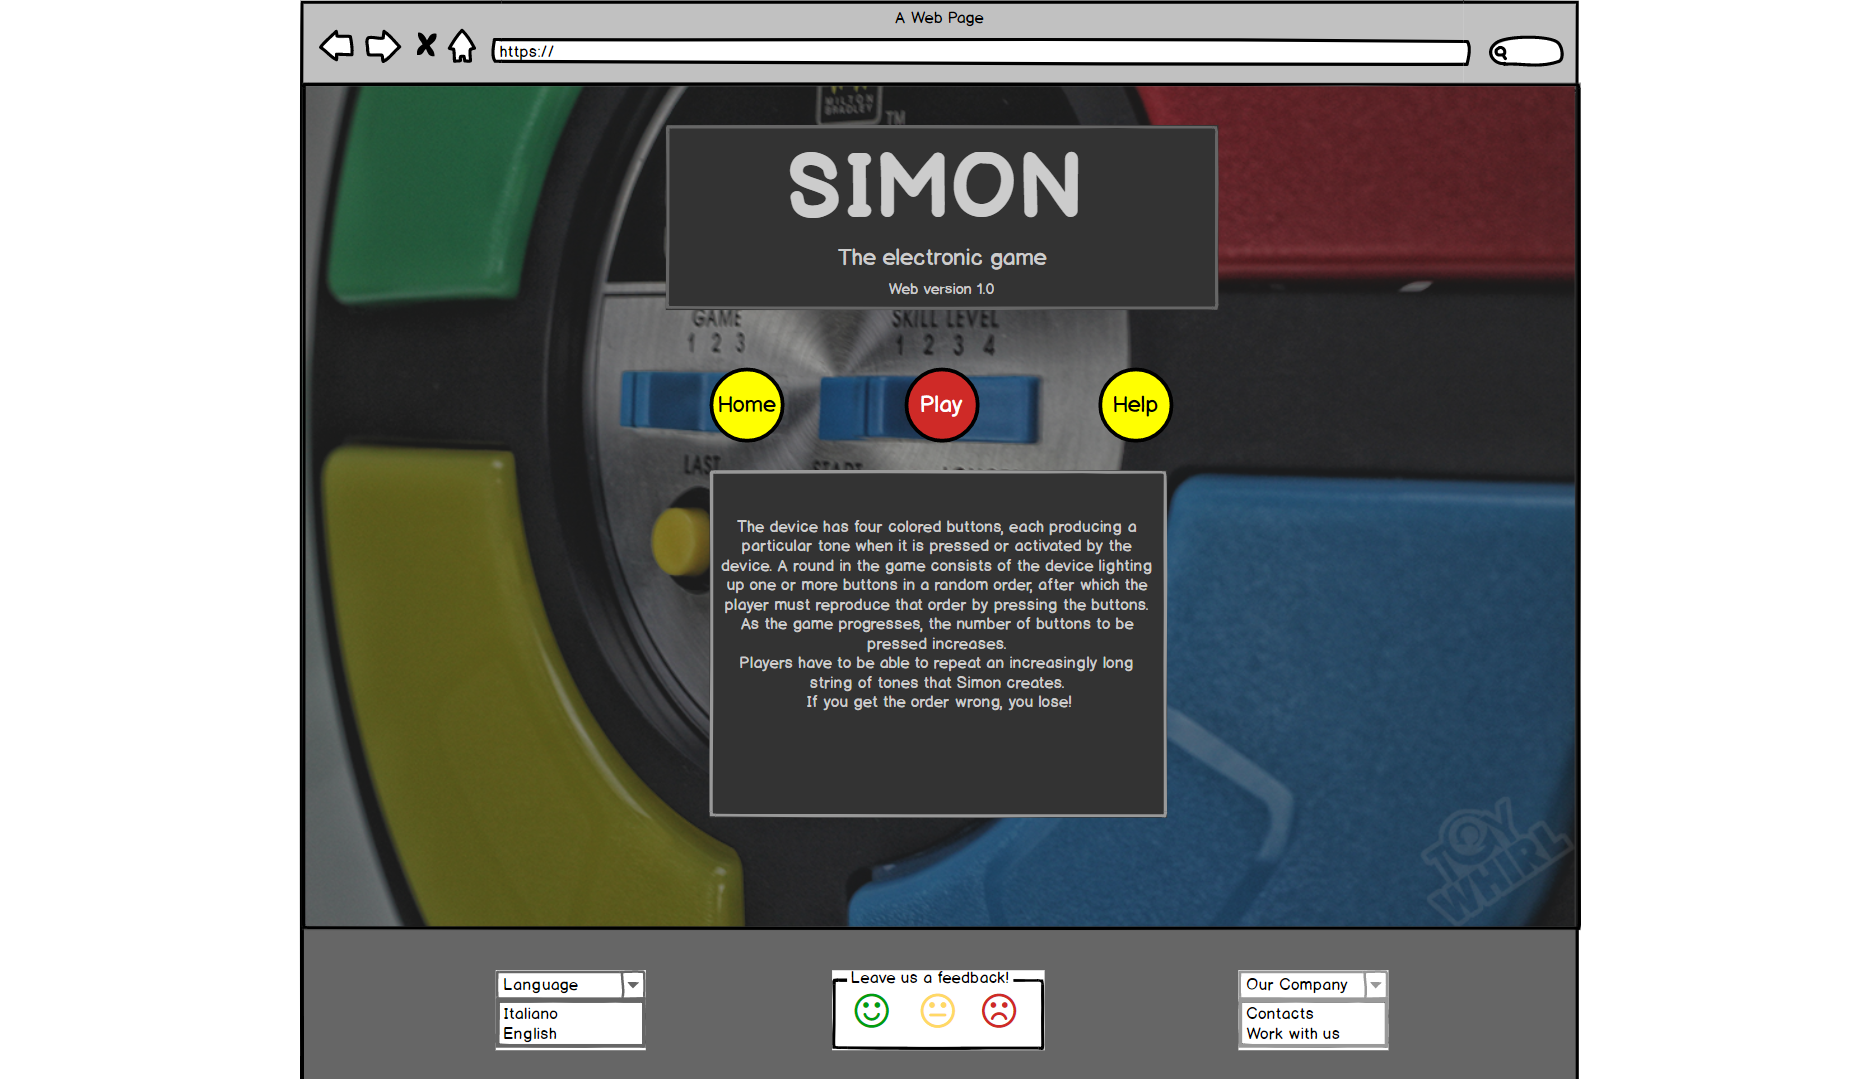 A Web Page
https://
MILTON
BRADLEY
TM
SIMON
The electronic game
Web version 1.0
GAME
SKILL LEVEL
1 2 3
1 2 3 4
Home
Play
Help
LAST
START
The device has four colored buttons, each producing a
particular tone when it is pressed or activated by the
device. A round in the game consists of the device lighting
up one or more buttons in a random order, after which the
player must reproduce that order by pressing the buttons.
As the game progresses, the number of buttons to be
pressed increases.
Players have to be able to repeat an increasingly long
string of tones that Simon creates.
If you get the order wrong, you lose!
TOY
WHIRL
Language
Italiano
English
Leave us a feedback!
Our Company
Contacts
Work with us